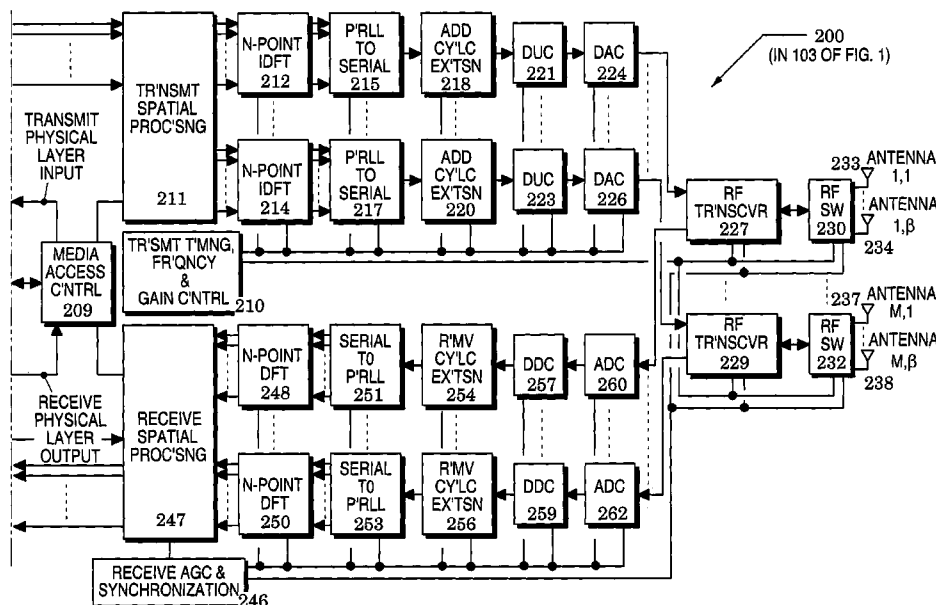 200
(IN 103 OF FIG. 1)
TR'NSMT
SPATIAL
PROC'SNG
211
N-POINT
IDFT
212
P'RLL
TO
SERIAL
215
ADD
CY'LC
EX'TSN
218
DUC
221
DAC
224
TRANSMIT
PHYSICAL
LAYER
INPUT
N-POINT
IDFT
214
P'RLL
TO
SERIAL
217
ADD
CY'LC
EX'TSN
220
DUC
223
DAC
226
RF
TR'NSCVR
227
RF
SW
230
233
ANTENNA
1,1
ANTENNA
1,β
234
MEDIA
ACCESS
C'NTRL
209
TR'SMT T'MNG,
FR'QNCY
&
GAIN C'NTRL
210
RF
TR'NSCVR
229
RF
SW
232
237
ANTENNA
M,1
ANTENNA
M,β
238
RECEIVE
PHYSICAL
LAYER
OUTPUT
RECEIVE
SPATIAL
PROC'SNG
247
N-POINT
DFT
248
SERIAL
T0
P'RLL
251
R'MV
CY'LC
EX'TSN
254
DDC
257
ADC
260
N-POINT
DFT
250
SERIAL
T0
P'RLL
253
R'MV
CY'LC
EX'TSN
256
DDC
259
ADC
262
RECEIVE AGC &
SYNCHRONIZATION
246